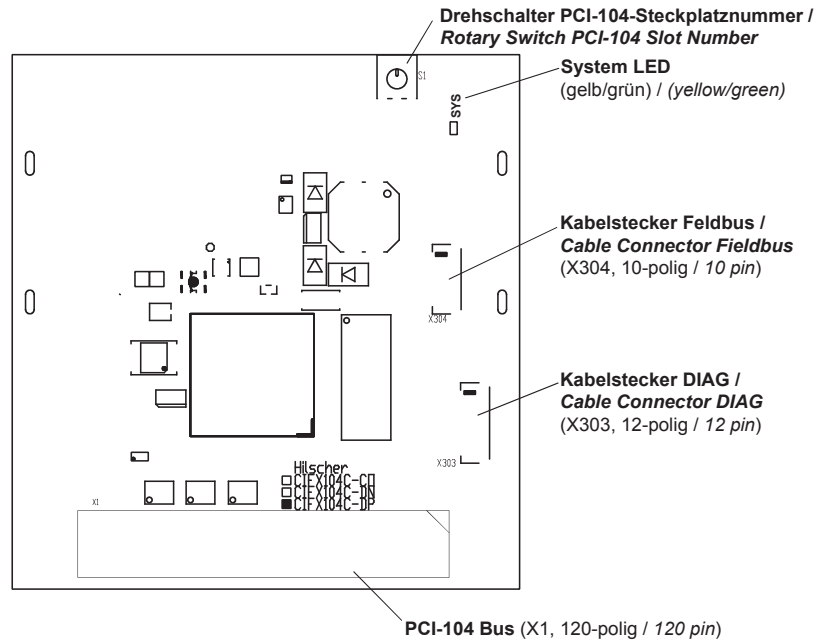 Drehschalter PCI-104-Steckplatznummer /
Rotary Switch PCI-104 Slot Number
S1
System LED
(gelb/grün) / (yellow/green)
SYS
Kabelstecker Feldbus /
Cable Connector Fieldbus
(X304, 10-polig / 10 pin)
X304
Kabelstecker DIAG /
Cable Connector DIAG
(X303, 12-polig / 12 pin)
X303
Hilscher
CIFX104C-CO
CIFX104C-DN
CIFX104C-DP
X1
PCI-104 Bus (X1, 120-polig / 120 pin)